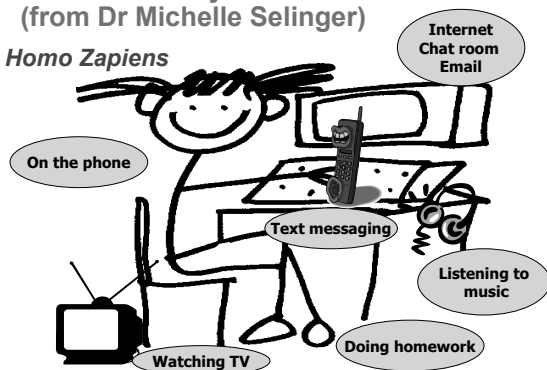 (from Dr Michelle Selinger)
Homo Zapiens
Internet
Chat room
Email
On the phone
Text messaging
Listening to
music
Doing homework
Watching TV